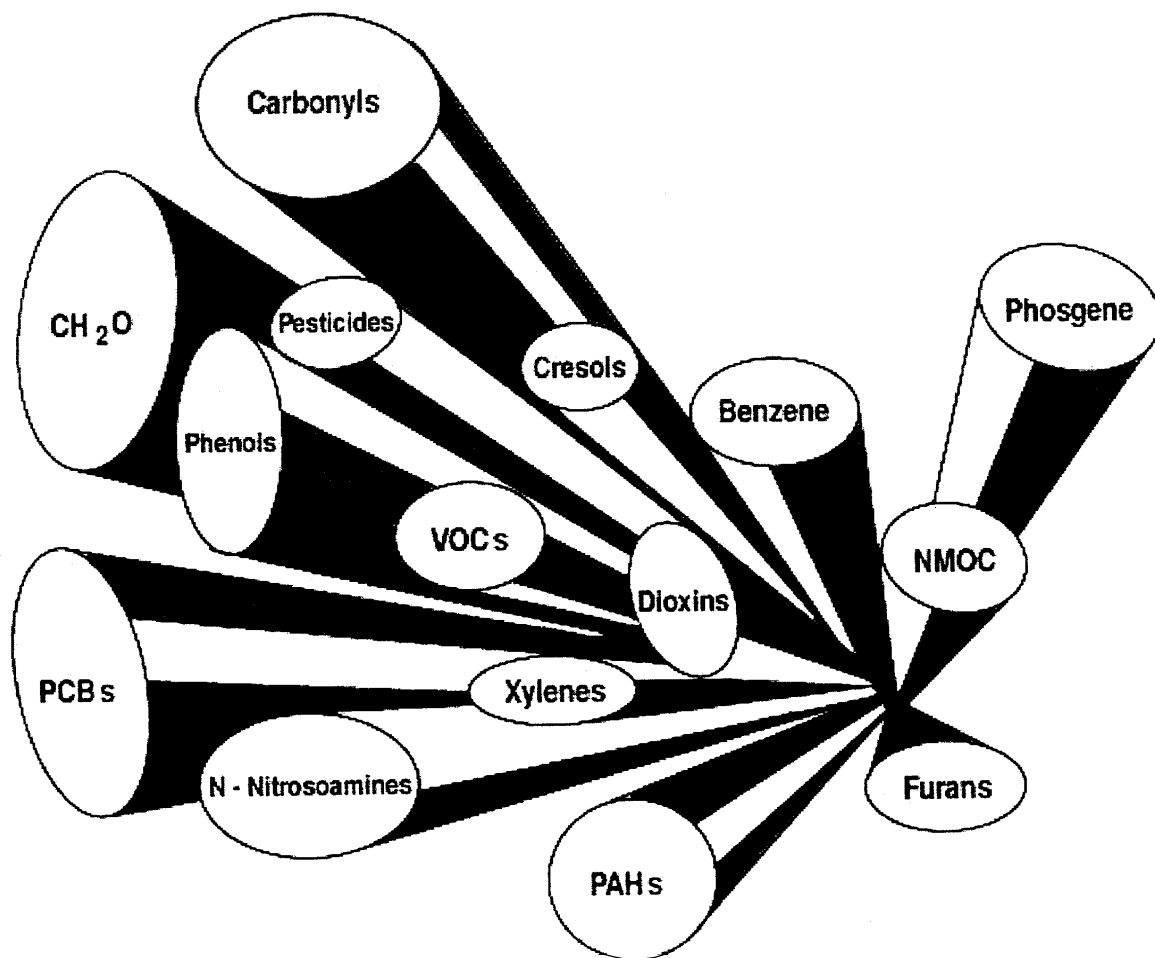 Carbonyls
CH₂O
Pesticides
Phosgene
Cresols
Benzene
Phenols
VOCs
NMOC
Dioxins
PCBs
Xylenes
N - Nitrosoamines
Furans
PAHs